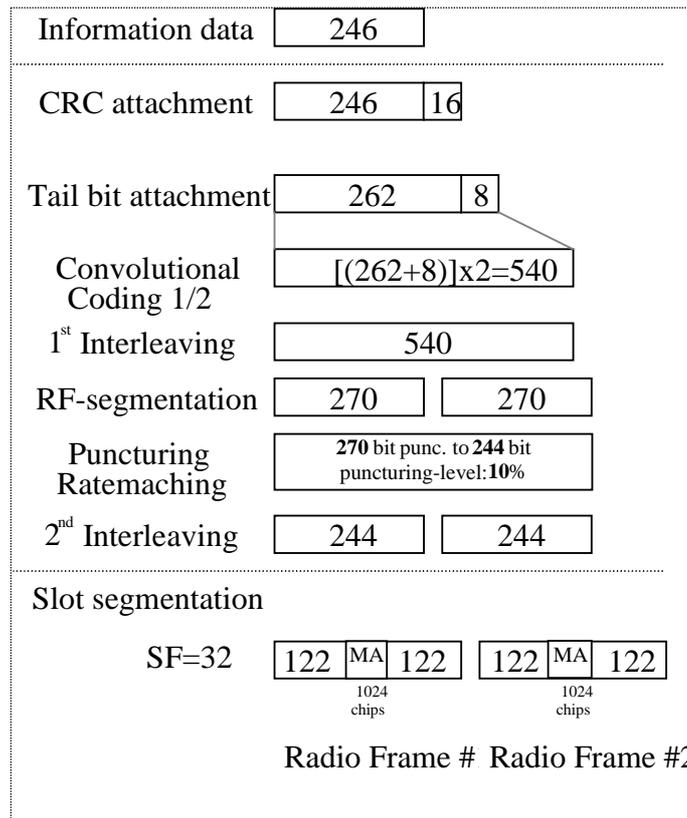 Information data 246
CRC attachment 246 16
Tail bit attachment 262 8
Convolutional Coding 1/2 [(262+8)]x2=540
1st Interleaving 540
RF-segmentation 270 270
Puncturing Ratemaching 270 bit punc. to 244 bit puncturing-level:10%
2nd Interleaving 244 244
Slot segmentation
SF=32 122 MA 122 122 MA 122
1024 chips 1024 chips
Radio Frame # Radio Frame #2